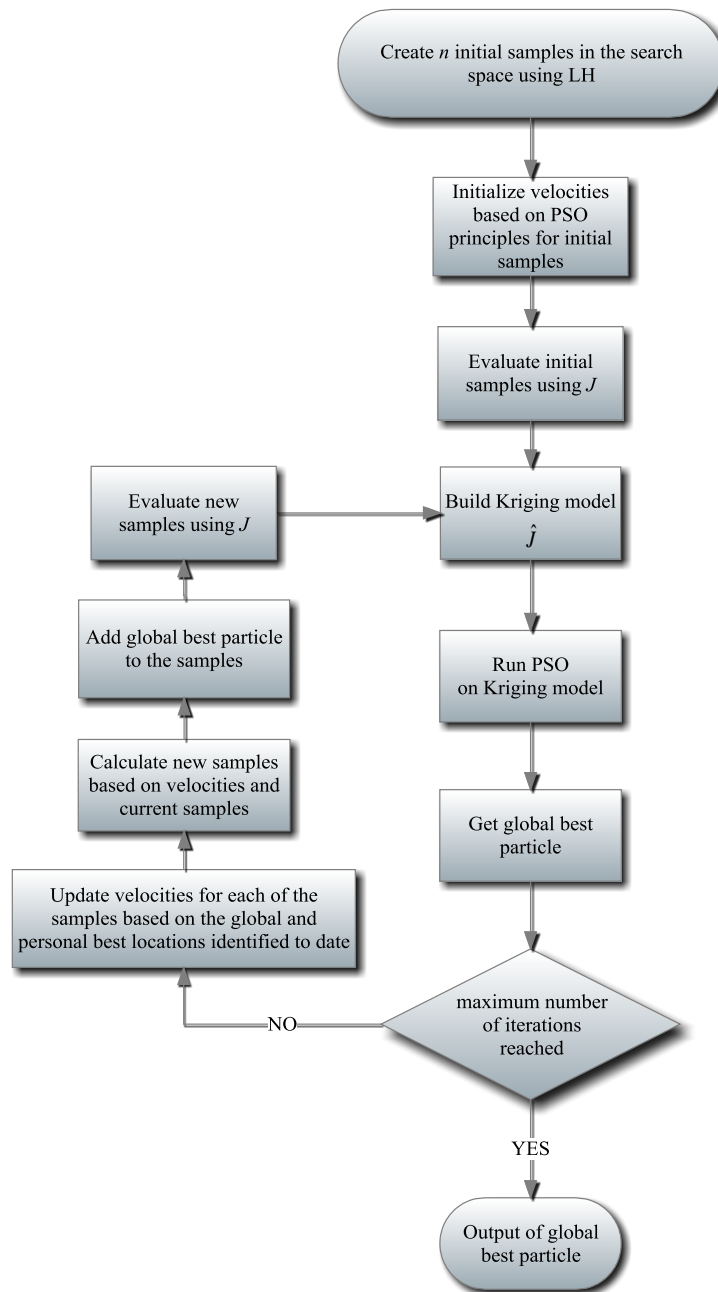 Create n initial samples in the search
space using LH
Initialize velocities
based on PSO
principles for initial
samples
Evaluate initial
samples using J
Build Kriging model
Ĵ
Run PSO
on Kriging model
Get global best
particle
maximum number
of iterations
reached
NO
Update velocities for each of the
samples based on the global and
personal best locations identified to date
Calculate new samples
based on velocities and
current samples
Add global best particle
to the samples
Evaluate new
samples using J
YES
Output of global
best particle